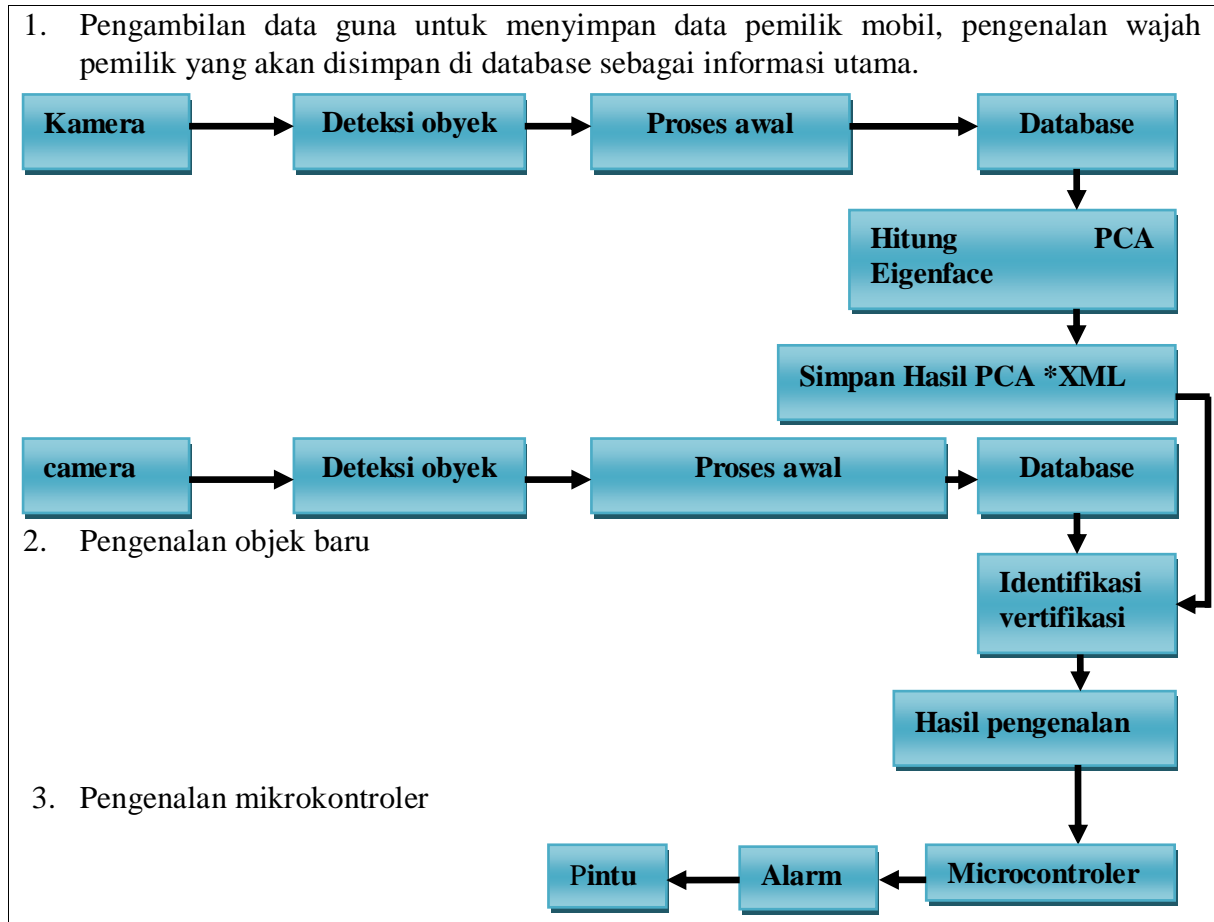 1. Pengambilan data guna untuk menyimpan data pemilik mobil, pengenalan wajah
pemilik yang akan disimpan di database sebagai informasi utama.
Kamera
Deteksi obyek
Proses awal
Database
Hitung PCA
Eigenface
Simpan Hasil PCA *XML
camera
Deteksi obyek
Proses awal
Database
2. Pengenalan objek baru
Identifikasi
vertifikasi
Hasil pengenalan
3. Pengenalan mikrokontroler
Pintu
Alarm
Microcontroler